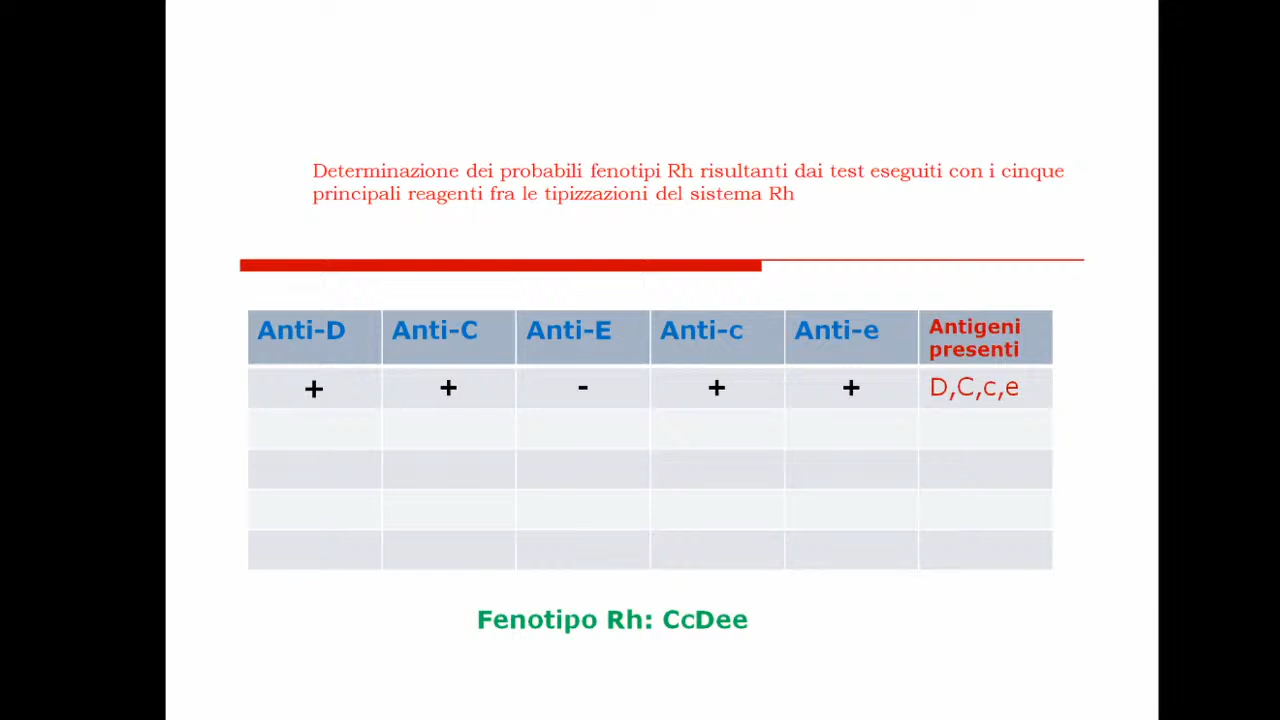 Determinazione dei probabili fenotipi Rh risultanti dai test eseguiti con i cinque
principali reagenti fra le tipizzazioni del sistema Rh
Anti-D Anti-C Anti-E Anti-c Anti-e Antigeni
presenti
+ + - + + D,C,c,e
Fenotipo Rh: CcDee